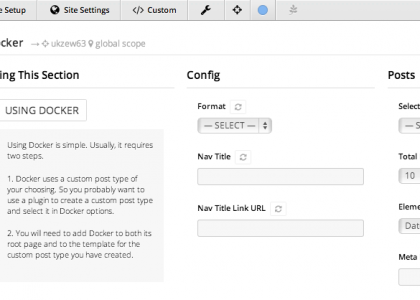 e Setup Site Settings </> Custom
cker → ukzew63 global scope
ing This Section Config Posts
USING DOCKER
Using Docker is simple. Usually, it requires
two steps.
1. Docker uses a custom post type of
your choosing. So you probably want to
use a plugin to create a custom post type
and select it in Docker options.
2. You will need to add Docker to both its
root page and to the template for the
custom post type you have created.
Format
— SELECT —
Nav Title
Nav Title Link URL
Select
— S
Total
10
Eleme
Dat
Meta